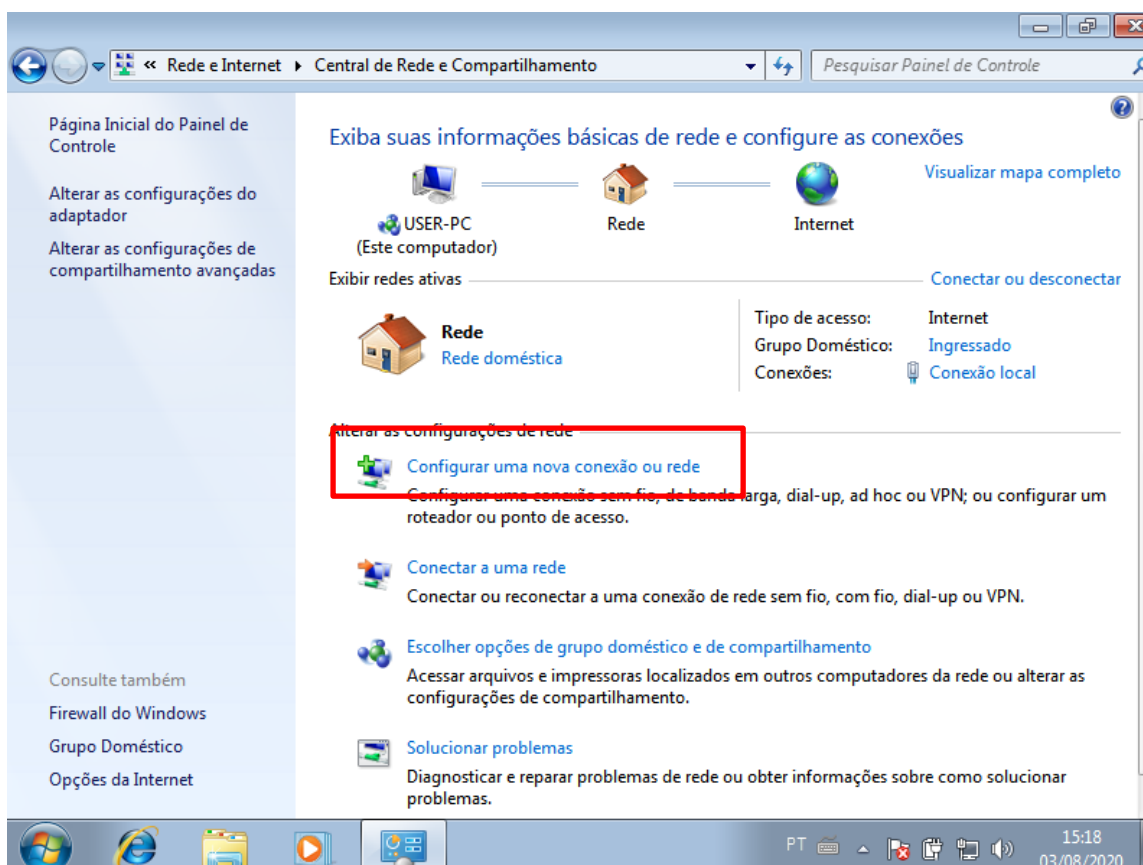 « Rede e Internet ▸ Central de Rede e Compartilhamento
Pesquisar Painel de Controle
Página Inicial do Painel de
Controle
Alterar as configurações do
adaptador
Alterar as configurações de
compartilhamento avançadas
Consulte também
Firewall do Windows
Grupo Doméstico
Opções da Internet
Exiba suas informações básicas de rede e configure as conexões
Visualizar mapa completo
USER-PC
(Este computador)
Rede
Internet
Exibir redes ativas
Conectar ou desconectar
Rede
Rede doméstica
Tipo de acesso: Internet
Grupo Doméstico: Ingressado
Conexões: Conexão local
Alterar as configurações de rede
Configurar uma nova conexão ou rede
Configurar uma conexão sem fio, de banda larga, dial-up, ad hoc ou VPN; ou configurar um
roteador ou ponto de acesso.
Conectar a uma rede
Conectar ou reconectar a uma conexão de rede sem fio, com fio, dial-up ou VPN.
Escolher opções de grupo doméstico e de compartilhamento
Acessar arquivos e impressoras localizados em outros computadores da rede ou alterar as
configurações de compartilhamento.
Solucionar problemas
Diagnosticar e reparar problemas de rede ou obter informações sobre como solucionar
problemas.
PT
15:18
03/08/2020